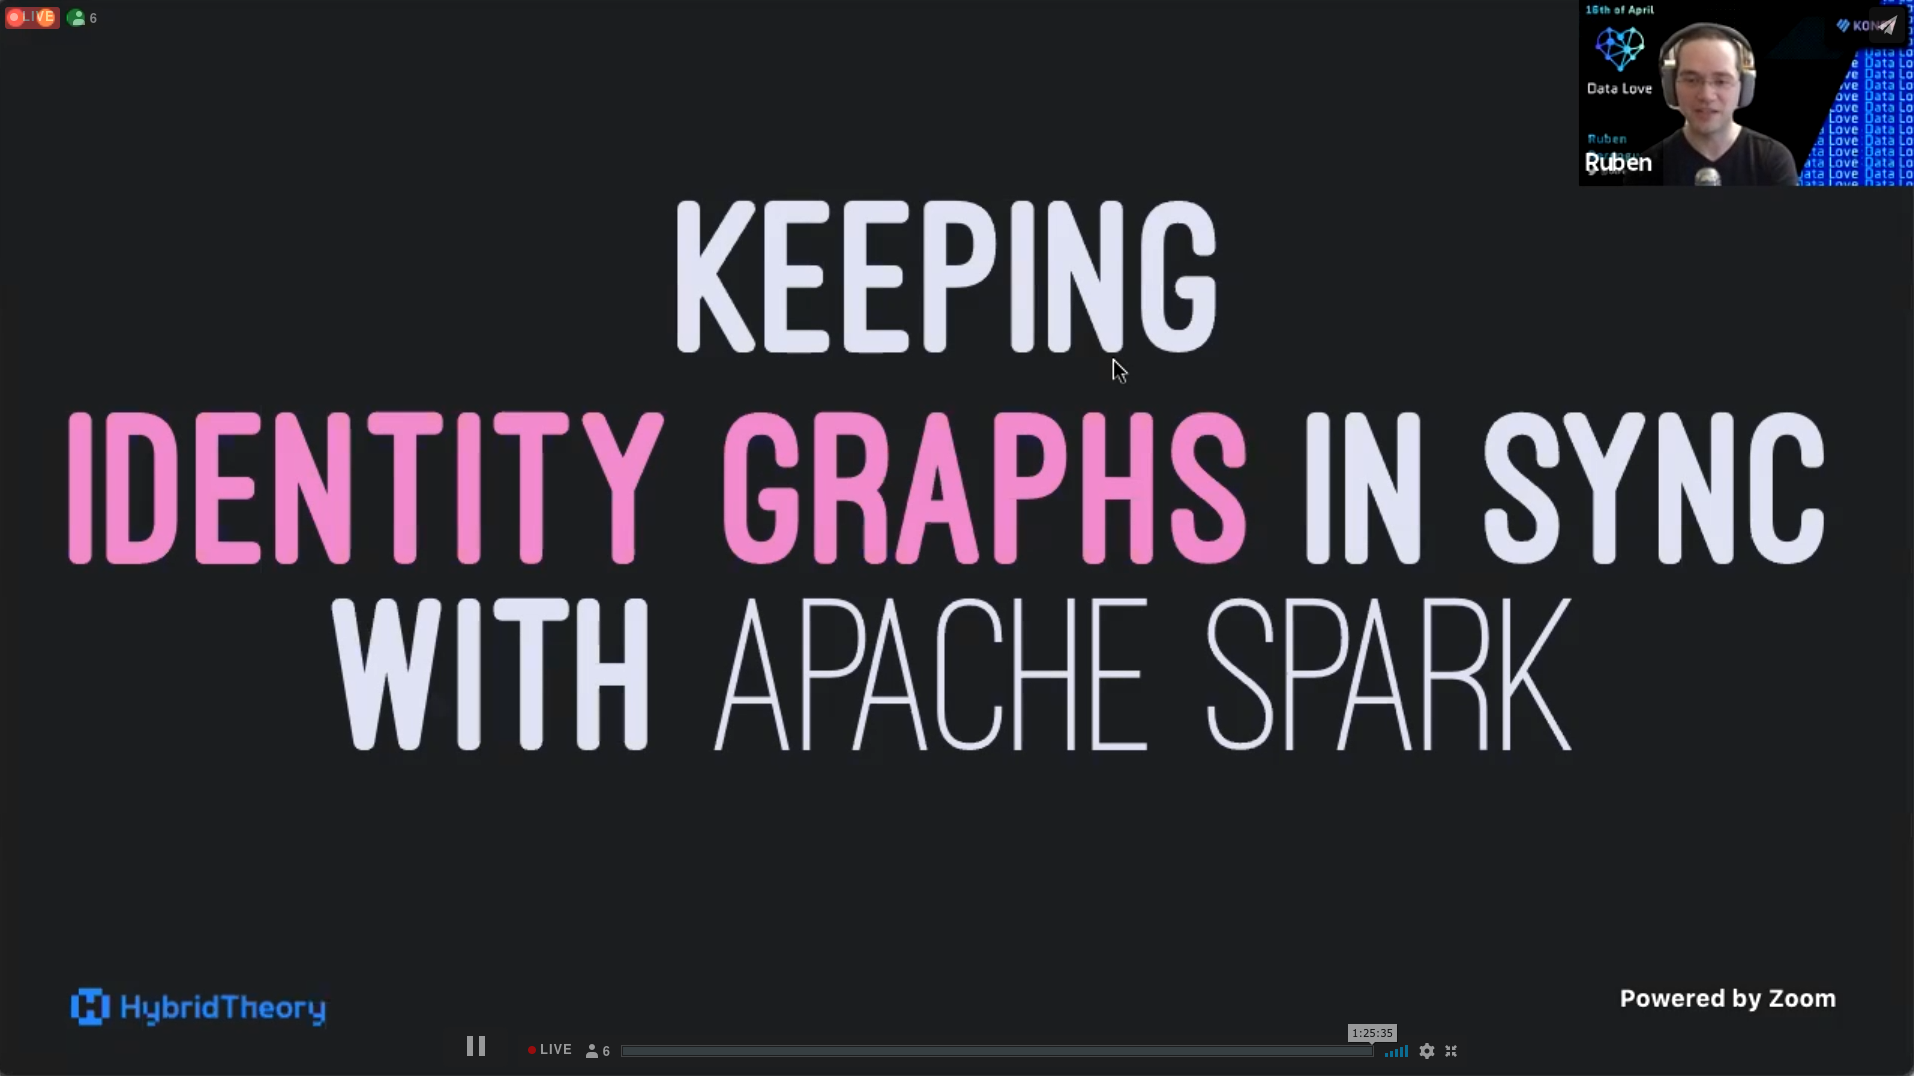 LIVE 6
16th of April
Data Love
Ruben
Ruben
KEEPING
IDENTITY GRAPHS IN SYNC
WITH APACHE SPARK
HybridTheory
Powered by Zoom
1:25:35
LIVE 6